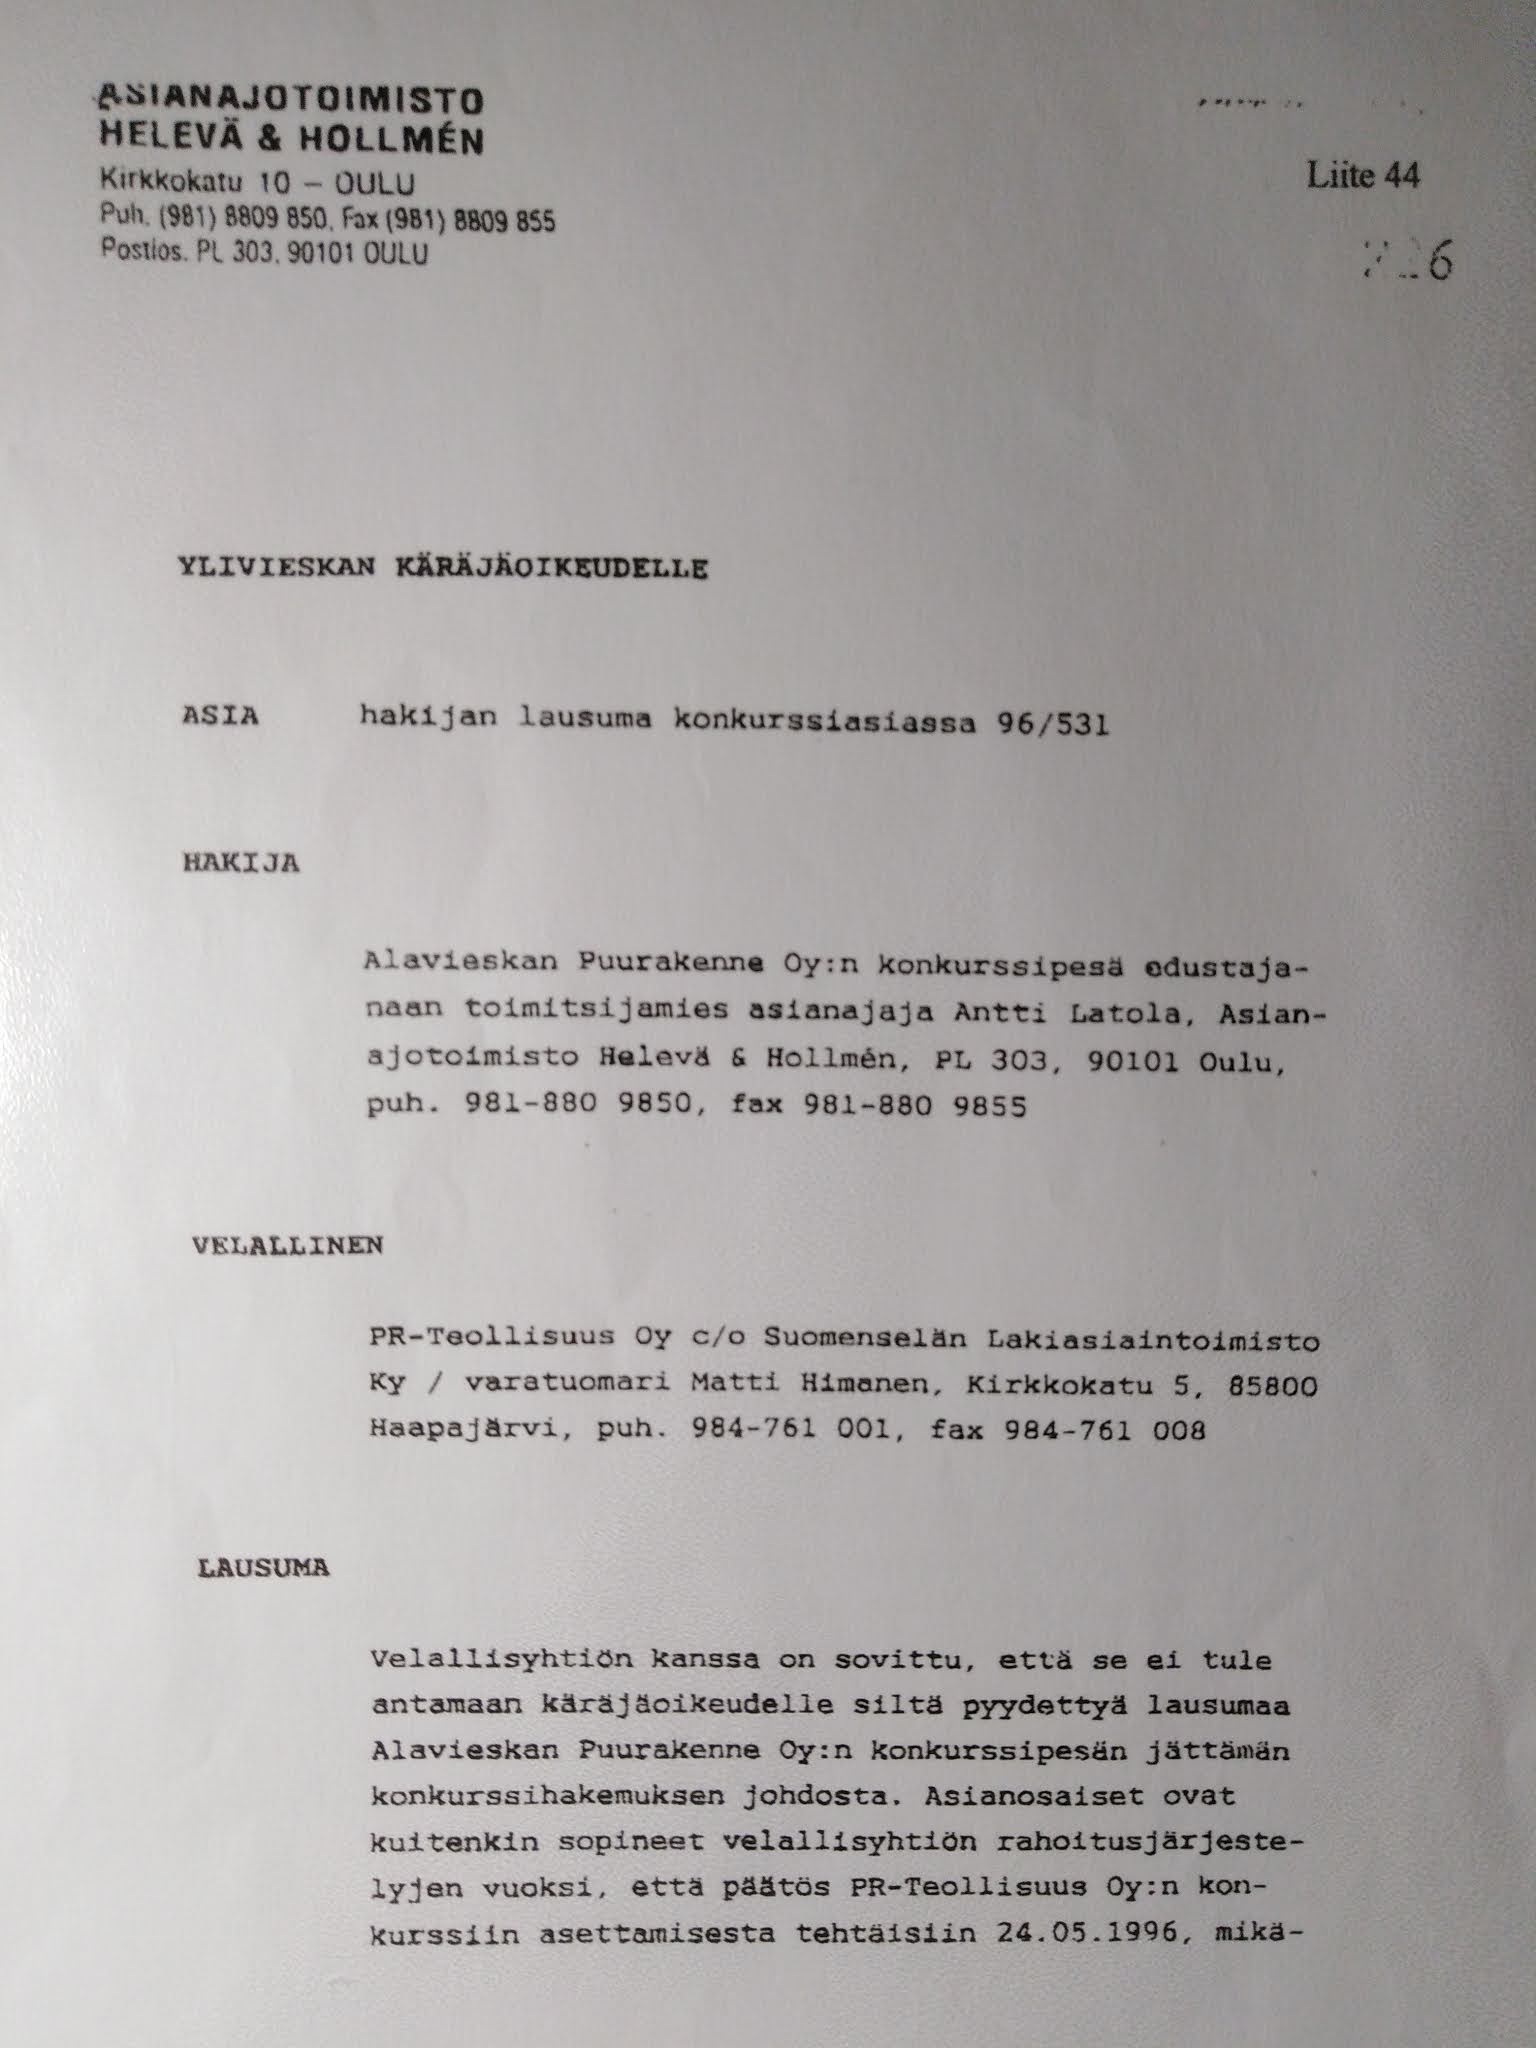 ASIANAJOTOIMISTO
HELEVÄ & HOLLMÉN
Kirkkokatu 10 – OULU
Puh. (981) 8809 850, Fax (981) 8809 855
Postios. PL 303, 90101 OULU
Liite 44
6
YLIVIESKAN KÄRÄJÄOIKEUDELLE
ASIA hakijan lausuma konkurssiasiassa 96/531
HAKIJA
Alavieskan Puurakenne Oy:n konkurssipesä edustaja-
naan toimitsijamies asianajaja Antti Latola, Asian-
ajotoimisto Helevä & Hollmén, PL 303, 90101 Oulu,
puh. 981-880 9850, fax 981-880 9855
VELALLINEN
PR-Teollisuus Oy c/o Suomenselän Lakiasiaintoimisto
Ky / varatuomari Matti Himanen, Kirkkokatu 5, 85800
Haapajärvi, puh. 984-761 001, fax 984-761 008
LAUSUMA
Velallisyhtiön kanssa on sovittu, että se ei tule
antamaan käräjäoikeudelle siltä pyydettyä lausumaa
Alavieskan Puurakenne Oy:n konkurssipesän jättämän
konkurssihakemuksen johdosta. Asianosaiset ovat
kuitenkin sopineet velallisyhtiön rahoitusjärjeste-
lyjen vuoksi, että päätös PR-Teollisuus Oy:n kon-
kurssiin asettamisesta tehtäisiin 24.05.1996, mikä-